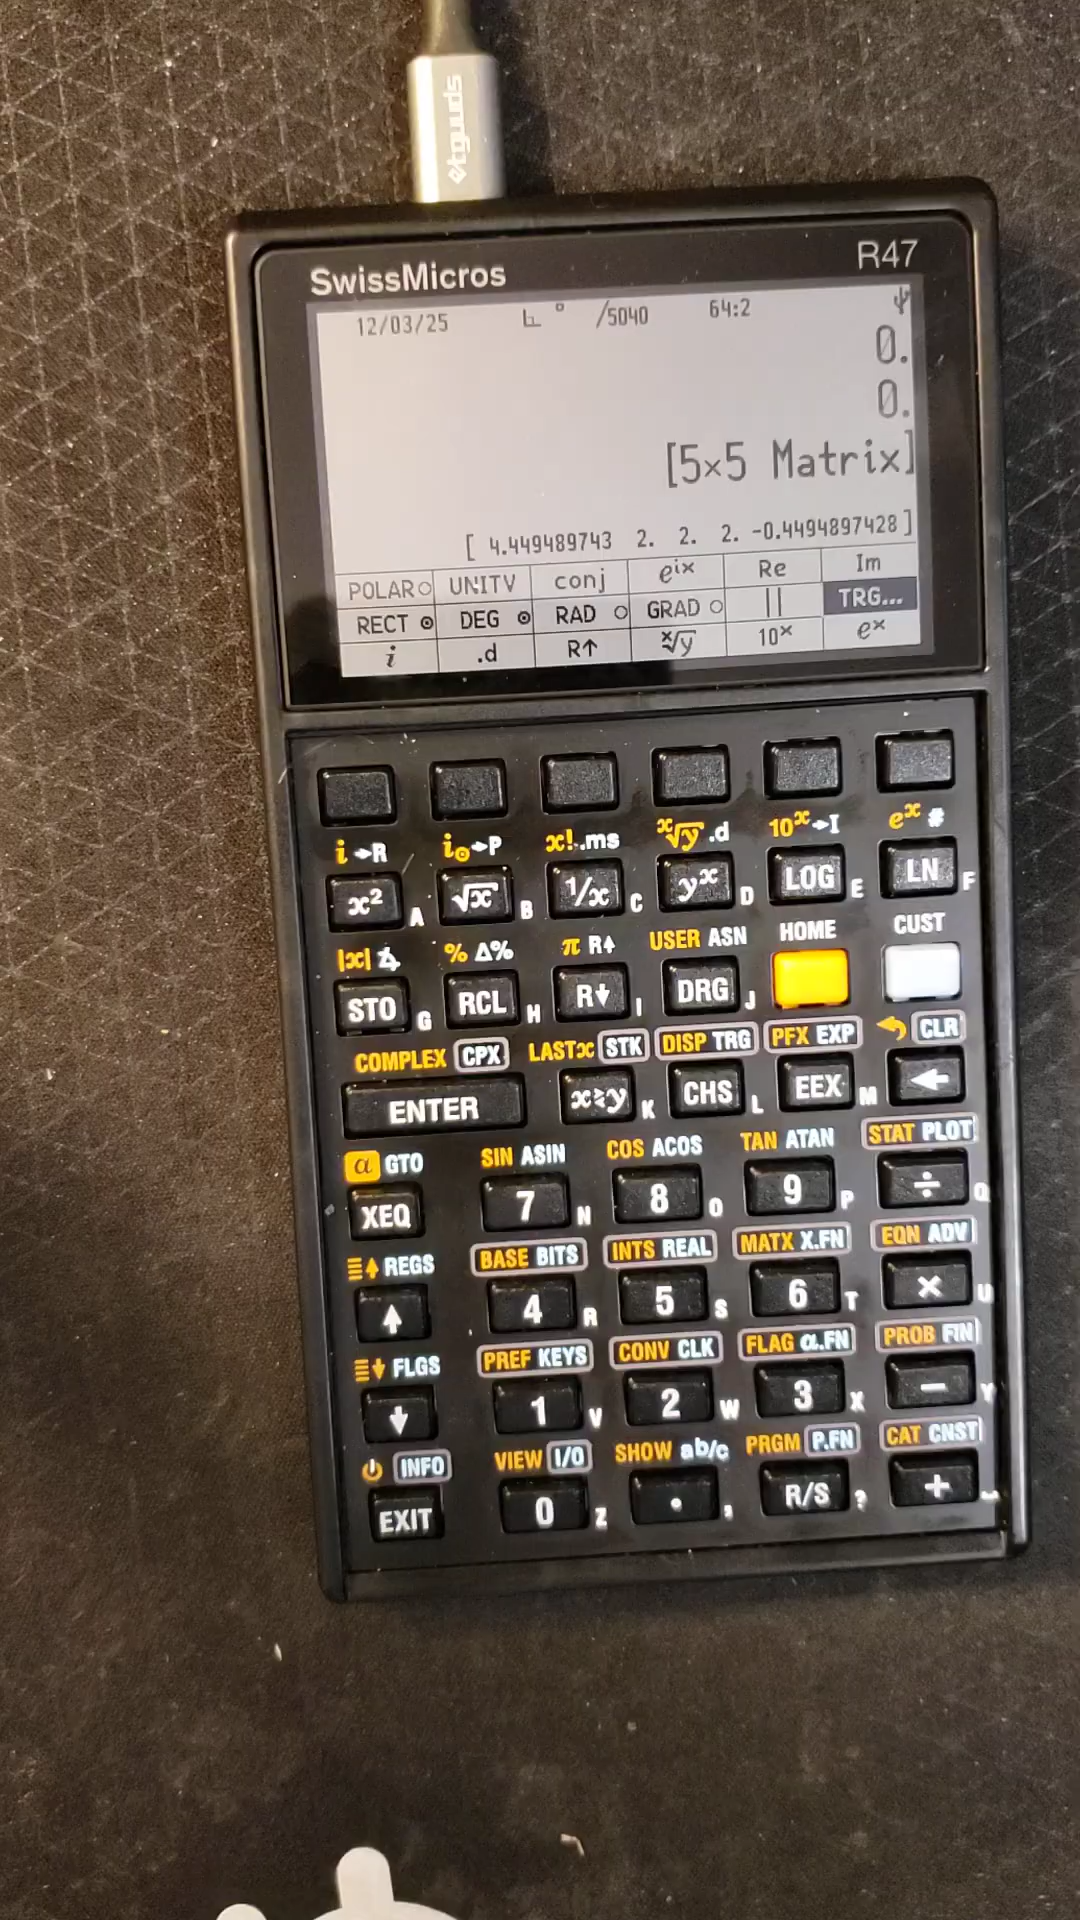 etguuds
SwissMicros R47
12/03/25 ° /5040 64:2
0.
0.
[5×5 Matrix]
[ 4.449489743 2. 2. 2. -0.4494897428 ]
POLAR UNITV conj eix Re Im
RECT DEG RAD GRAD || TRG...
i .d R↑ x√y 10x ex
i →R i →P x! .ms x√y .d 10x →I ex #
x² A √x B 1/x C yx D LOG E LN F
|x| ∡ % Δ% π R↑ USER ASN HOME CUST
STO G RCL H R↓ I DRG J
COMPLEX CPX LASTx STK DISP TRG PFX EXP CLR
ENTER x≷y K CHS L EEX M ←
α GTO SIN ASIN COS ACOS TAN ATAN STAT PLOT
XEQ 7 N 8 O 9 P ÷ Q
REGS BASE BITS INTS REAL MATX X.FN EQN ADV
↑ 4 R 5 S 6 T × U
FLGS PREF KEYS CONV CLK FLAG α.FN PROB FIN
↓ 1 V 2 W 3 X − Y
INFO VIEW I/O SHOW ab/c PRGM P.FN CAT CNST
EXIT 0 Z . , R/S ? + ␣